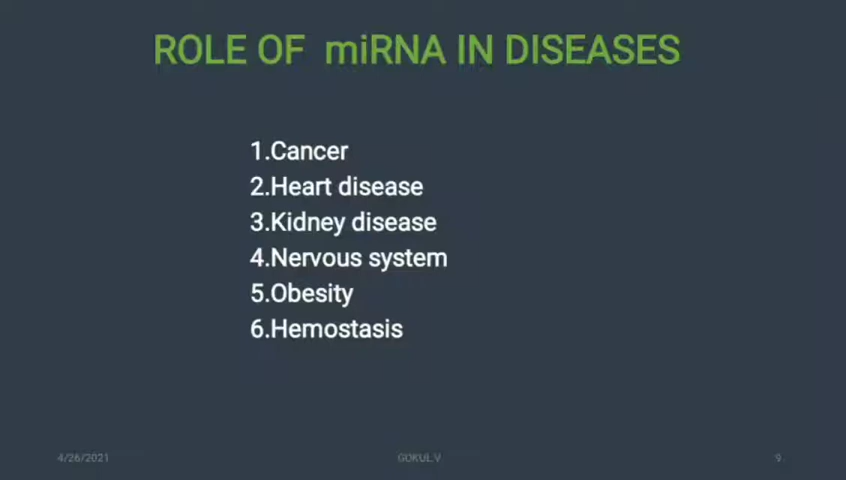 ROLE OF miRNA IN DISEASES
1.Cancer
2.Heart disease
3.Kidney disease
4.Nervous system
5.Obesity
6.Hemostasis
4/26/2021 GOKUL.V 9